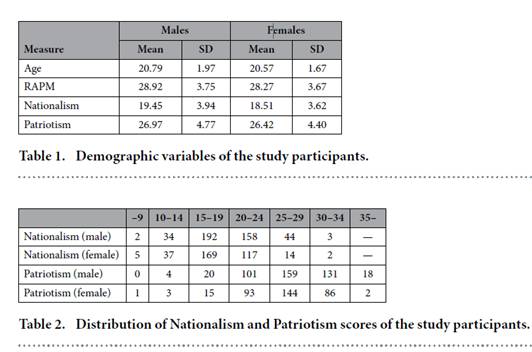 Males Females
Measure Mean SD Mean SD
Age 20.79 1.97 20.57 1.67
RAPM 28.92 3.75 28.27 3.67
Nationalism 19.45 3.94 18.51 3.62
Patriotism 26.97 4.77 26.42 4.40
Table 1. Demographic variables of the study participants.
–9 10–14 15–19 20–24 25–29 30–34 35–
Nationalism (male) 2 34 192 158 44 3 —
Nationalism (female) 5 37 169 117 14 2 —
Patriotism (male) 0 4 20 101 159 131 18
Patriotism (female) 1 3 15 93 144 86 2
Table 2. Distribution of Nationalism and Patriotism scores of the study participants.